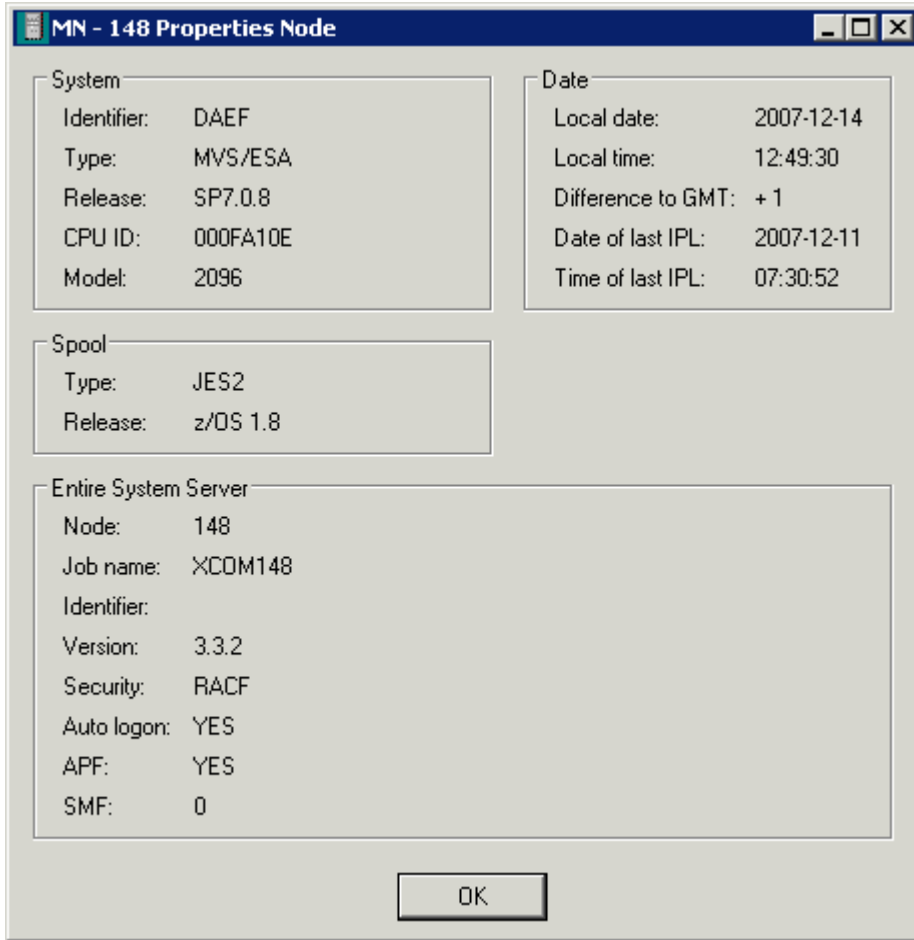 MN - 148 Properties Node
System
Identifier: DAEF
Type: MVS/ESA
Release: SP7.0.8
CPU ID: 000FA10E
Model: 2096
Date
Local date: 2007-12-14
Local time: 12:49:30
Difference to GMT: + 1
Date of last IPL: 2007-12-11
Time of last IPL: 07:30:52
Spool
Type: JES2
Release: z/OS 1.8
Entire System Server
Node: 148
Job name: XCOM148
Identifier:
Version: 3.3.2
Security: RACF
Auto logon: YES
APF: YES
SMF: 0
OK